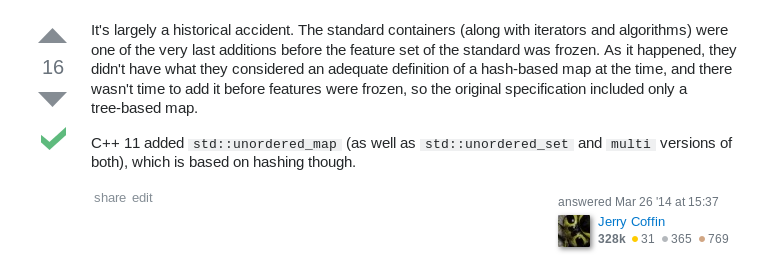 It's largely a historical accident. The standard containers (along with iterators and algorithms) were
one of the very last additions before the feature set of the standard was frozen. As it happened, they
didn't have what they considered an adequate definition of a hash-based map at the time, and there
wasn't time to add it before features were frozen, so the original specification included only a
tree-based map.
16
C++ 11 added std::unordered_map (as well as std::unordered_set and multi versions of
both), which is based on hashing though.
share edit
answered Mar 26 '14 at 15:37
Jerry Coffin
328k 31 365 769